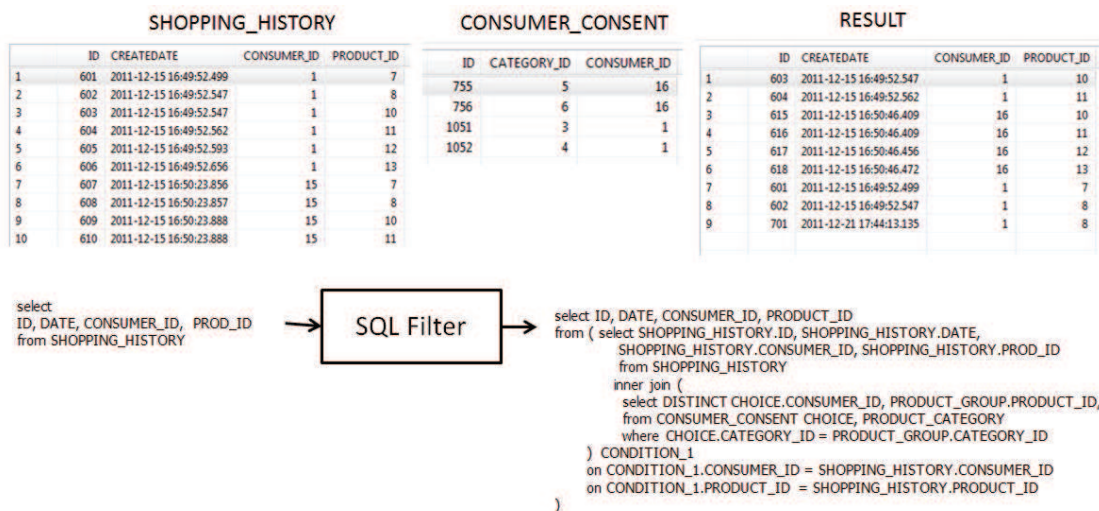 SHOPPING_HISTORY
ID CREATEDATE CONSUMER_ID PRODUCT_ID
1 601 2011-12-15 16:49:52.499 1 7
2 602 2011-12-15 16:49:52.547 1 8
3 603 2011-12-15 16:49:52.547 1 10
4 604 2011-12-15 16:49:52.562 1 11
5 605 2011-12-15 16:49:52.593 1 12
6 606 2011-12-15 16:49:52.656 1 13
7 607 2011-12-15 16:50:23.856 15 7
8 608 2011-12-15 16:50:23.857 15 8
9 609 2011-12-15 16:50:23.888 15 10
10 610 2011-12-15 16:50:23.888 15 11
CONSUMER_CONSENT
ID CATEGORY_ID CONSUMER_ID
755 5 16
756 6 16
1051 3 1
1052 4 1
RESULT
ID CREATEDATE CONSUMER_ID PRODUCT_ID
1 603 2011-12-15 16:49:52.547 1 10
2 604 2011-12-15 16:49:52.562 1 11
3 615 2011-12-15 16:50:46.409 16 10
4 616 2011-12-15 16:50:46.409 16 11
5 617 2011-12-15 16:50:46.456 16 12
6 618 2011-12-15 16:50:46.472 16 13
7 601 2011-12-15 16:49:52.499 1 7
8 602 2011-12-15 16:49:52.547 1 8
9 701 2011-12-21 17:44:13.135 1 8
select
ID, DATE, CONSUMER_ID, PROD_ID
from SHOPPING_HISTORY
SQL Filter
select ID, DATE, CONSUMER_ID, PRODUCT_ID
from ( select SHOPPING_HISTORY.ID, SHOPPING_HISTORY.DATE,
SHOPPING_HISTORY.CONSUMER_ID, SHOPPING_HISTORY.PROD_ID
from SHOPPING_HISTORY
inner join (
select DISTINCT CHOICE.CONSUMER_ID, PRODUCT_GROUP.PRODUCT_ID,
from CONSUMER_CONSENT CHOICE, PRODUCT_CATEGORY
where CHOICE.CATEGORY_ID = PRODUCT_GROUP.CATEGORY_ID
) CONDITION_1
on CONDITION_1.CONSUMER_ID = SHOPPING_HISTORY.CONSUMER_ID
on CONDITION_1.PRODUCT_ID = SHOPPING_HISTORY.PRODUCT_ID
)